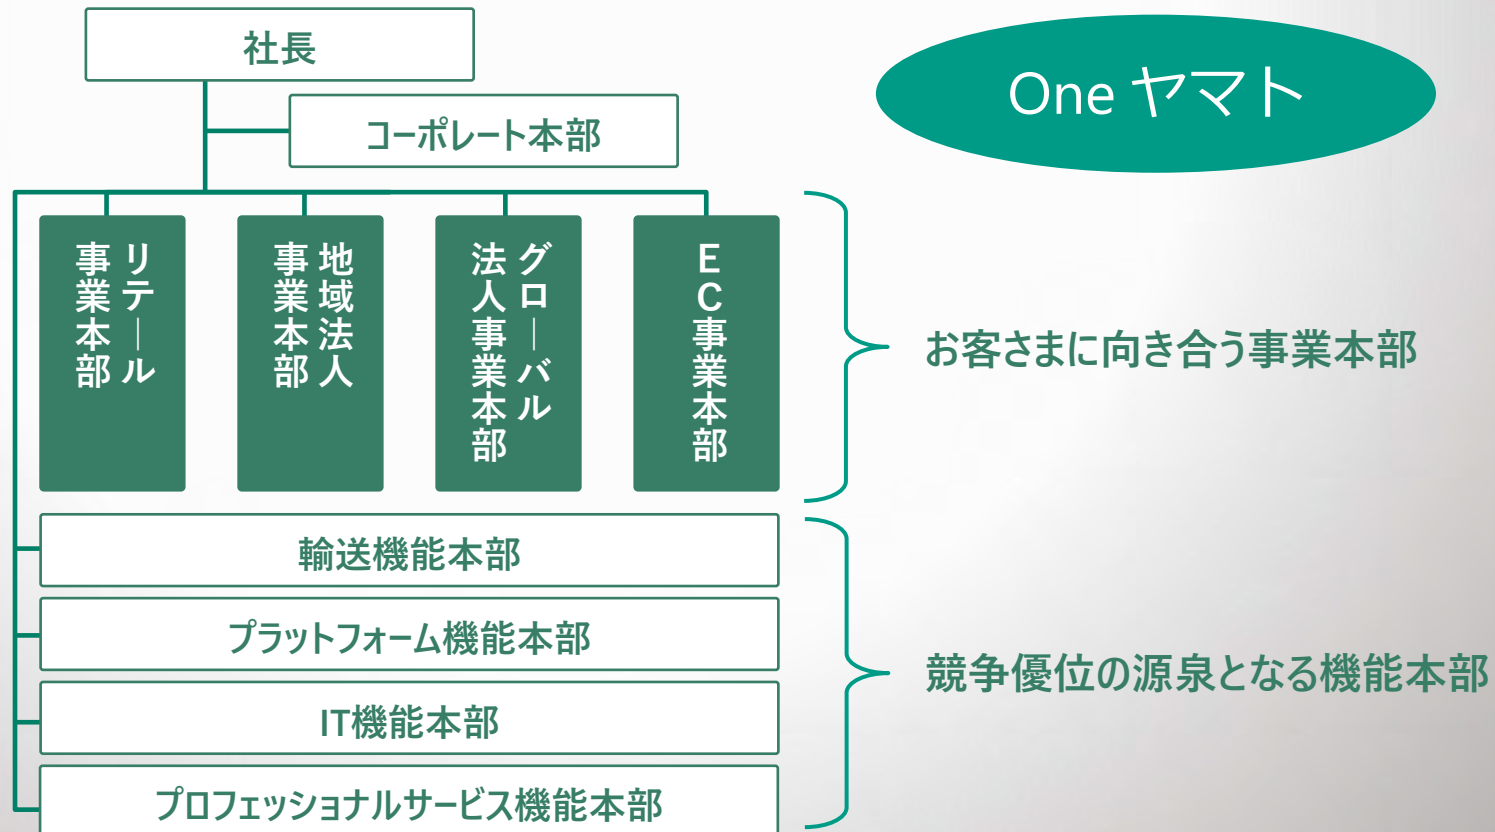 社長
One ヤマト
コーポレート本部
リテール
事業本部
地域法人
事業本部
グローバル
法人事業本部
EC事業本部
お客さまに向き合う事業本部
輸送機能本部
プラットフォーム機能本部
IT機能本部
プロフェッショナルサービス機能本部
競争優位の源泉となる機能本部